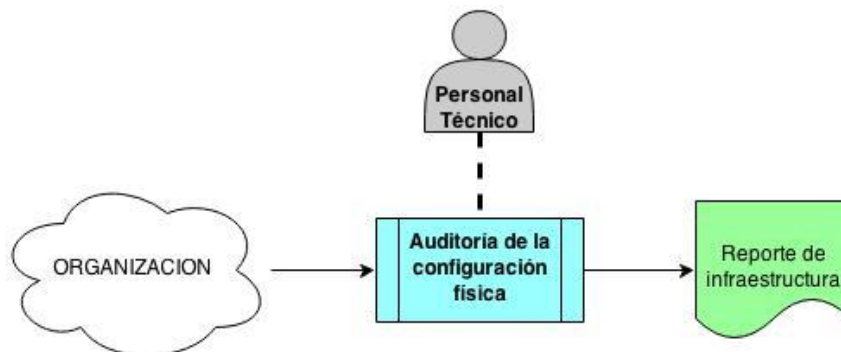 Personal
Técnico
ORGANIZACION
Auditoría de la
configuración
física
Reporte de
infraestructura